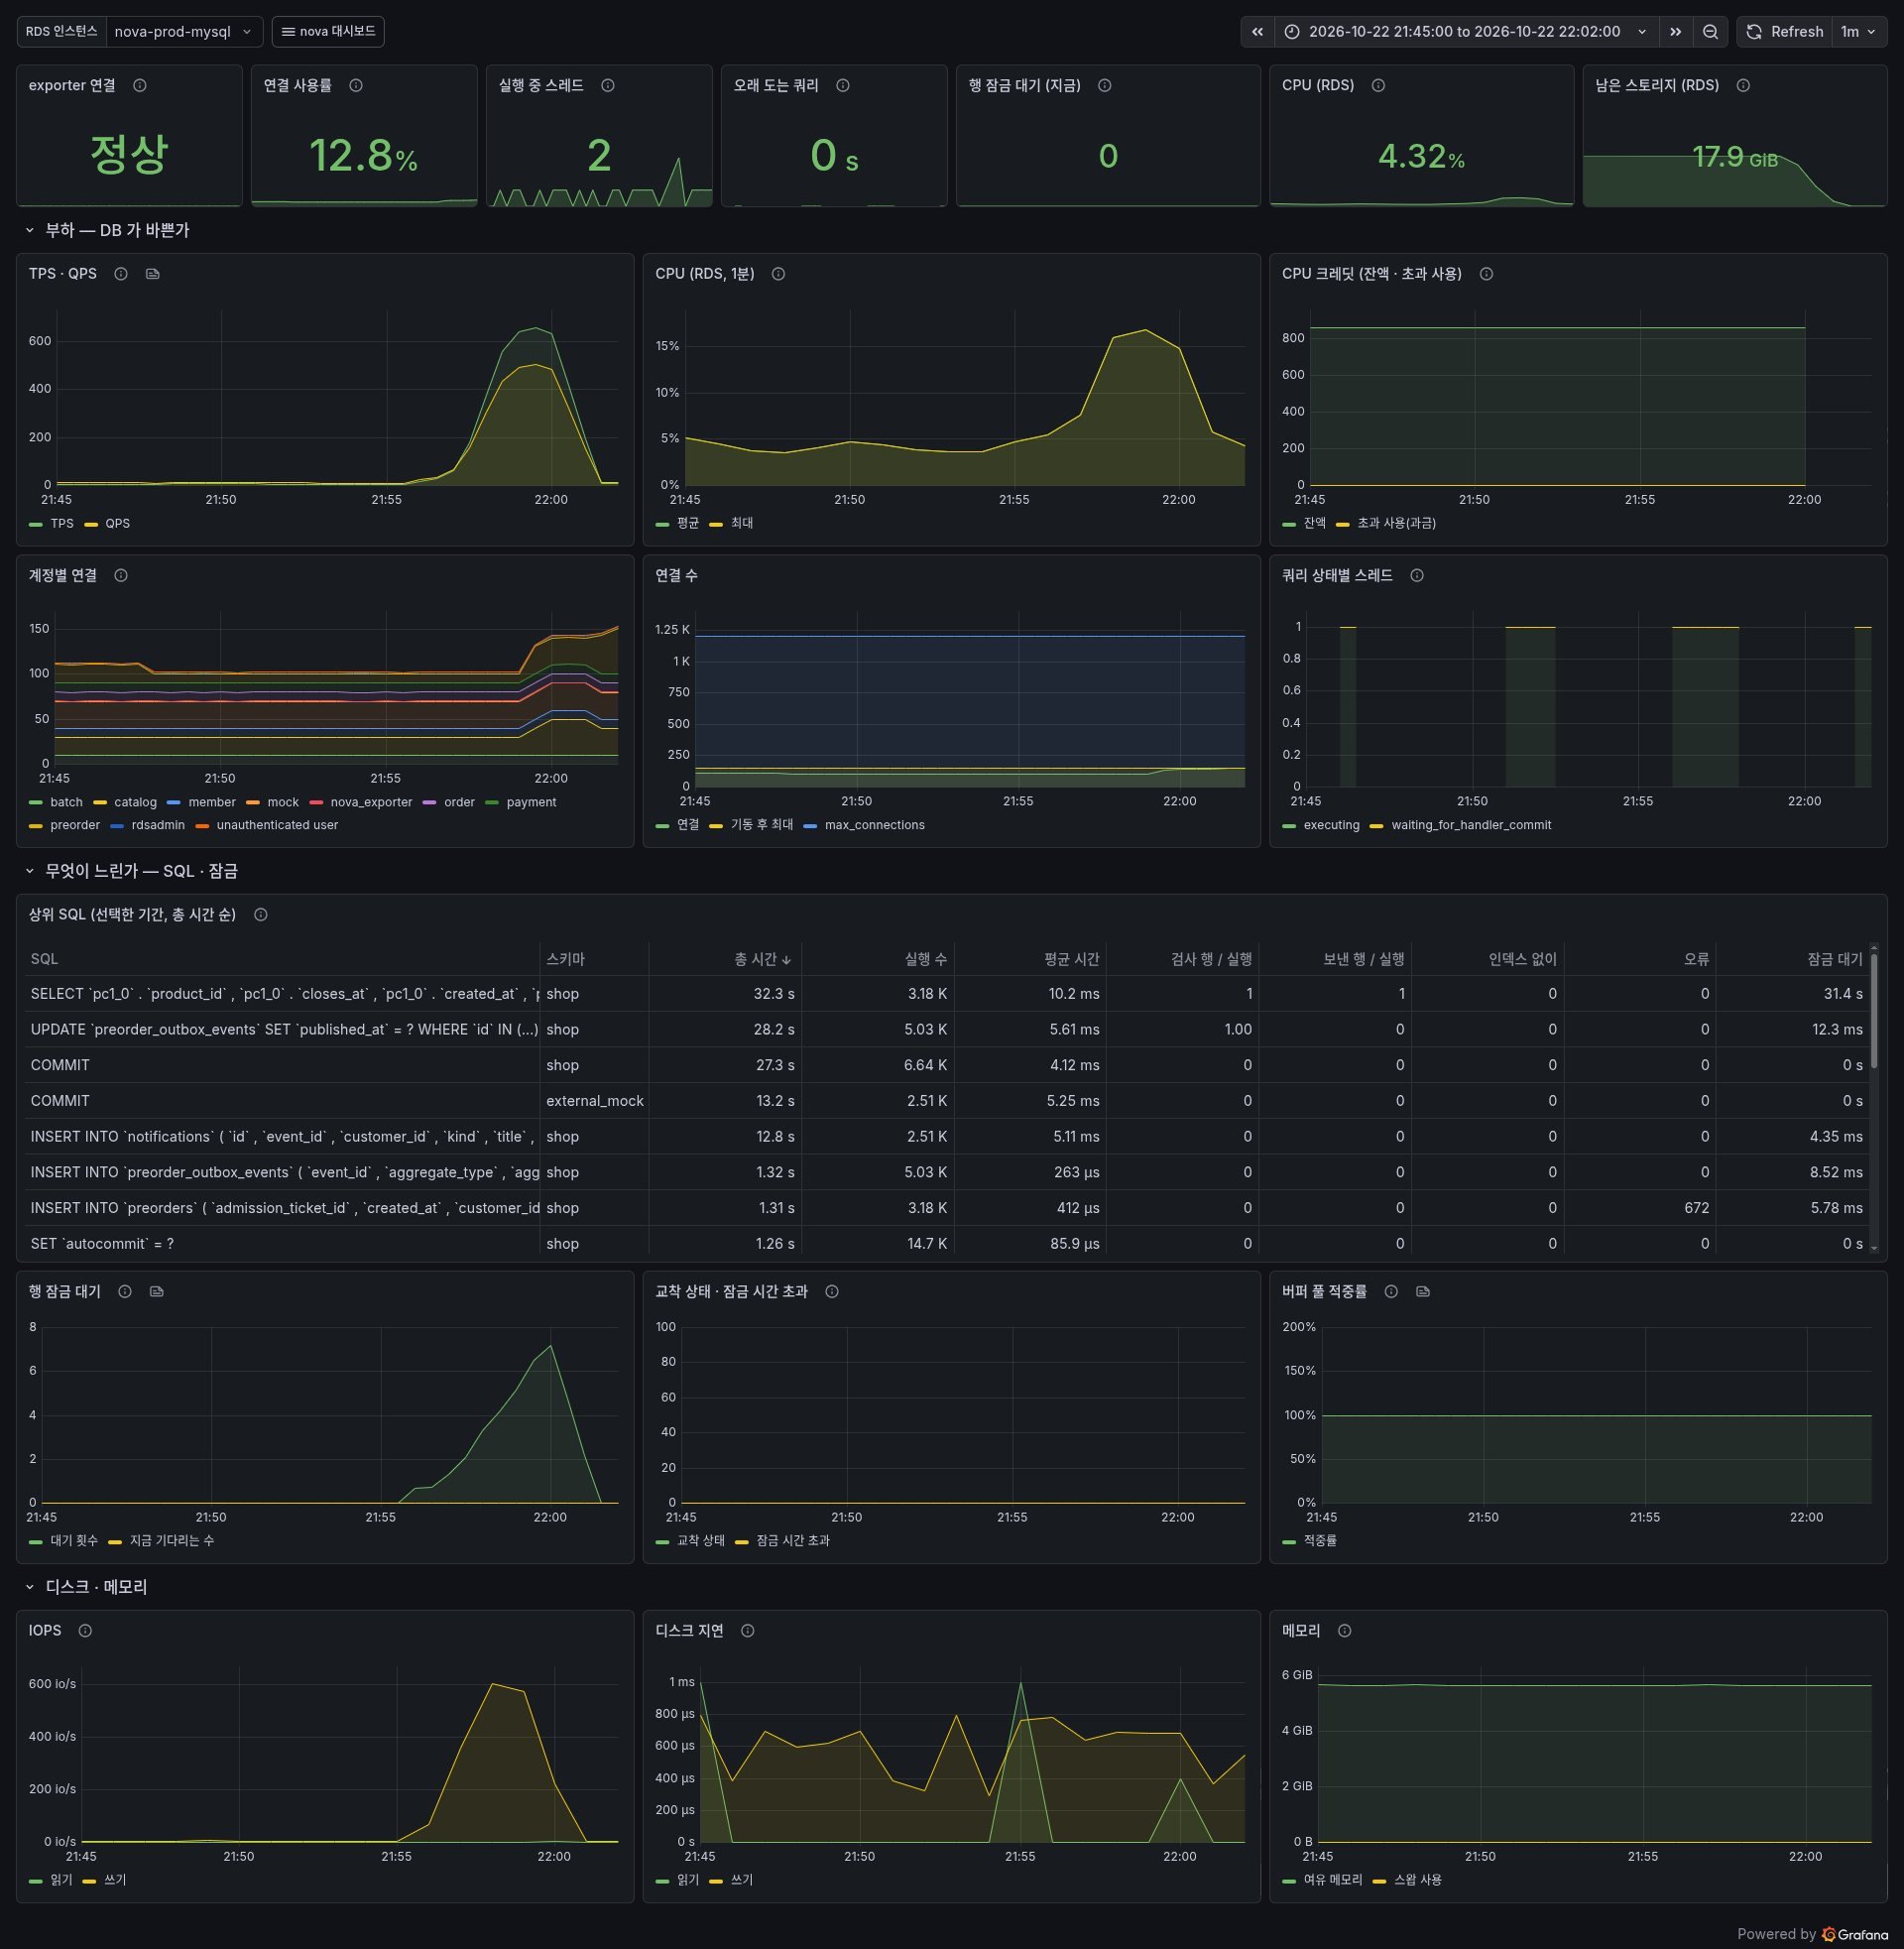 RDS 인스턴스 nova-prod-mysql nova 대시보드 2026-10-22 21:45:00 to 2026-10-22 22:02:00 Refresh 1m
exporter 연결 연결 사용률 실행 중 스레드 오래 도는 쿼리 행 잠금 대기 (지금) CPU (RDS) 남은 스토리지 (RDS)
정상 12.8% 2 0 s 0 4.32% 17.9 GiB
부하 — DB 가 바쁜가
TPS · QPS
600
400
200
0
21:45 21:50 21:55 22:00
TPS QPS
CPU (RDS, 1분)
15%
10%
5%
0%
21:45 21:50 21:55 22:00
평균 최대
CPU 크레딧 (잔액 · 초과 사용)
800
600
400
200
0
21:45 21:50 21:55 22:00
잔액 초과 사용(과금)
계정별 연결
150
100
50
0
21:45 21:50 21:55 22:00
batch catalog member mock nova_exporter order payment
preorder rdsadmin unauthenticated user
연결 수
1.25 K
1 K
750
500
250
0
21:45 21:50 21:55 22:00
연결 기동 후 최대 max_connections
쿼리 상태별 스레드
1
0.8
0.6
0.4
0.2
0
21:45 21:50 21:55 22:00
executing waiting_for_handler_commit
무엇이 느린가 — SQL · 잠금
상위 SQL (선택한 기간, 총 시간 순)
SQL 스키마 총 시간 ↓ 실행 수 평균 시간 검사 행 / 실행 보낸 행 / 실행 인덱스 없이 오류 잠금 대기
SELECT `pc1_0` . `product_id` , `pc1_0` . `closes_at` , `pc1_0` . `created_at` , `p shop 32.3 s 3.18 K 10.2 ms 1 1 0 0 31.4 s
UPDATE `preorder_outbox_events` SET `published_at` = ? WHERE `id` IN (...) shop 28.2 s 5.03 K 5.61 ms 1.00 0 0 0 12.3 ms
COMMIT shop 27.3 s 6.64 K 4.12 ms 0 0 0 0 0 s
COMMIT external_mock 13.2 s 2.51 K 5.25 ms 0 0 0 0 0 s
INSERT INTO `notifications` ( `id` , `event_id` , `customer_id` , `kind` , `title` , shop 12.8 s 2.51 K 5.11 ms 0 0 0 0 4.35 ms
INSERT INTO `preorder_outbox_events` ( `event_id` , `aggregate_type` , `agg shop 1.32 s 5.03 K 263 µs 0 0 0 0 8.52 ms
INSERT INTO `preorders` ( `admission_ticket_id` , `created_at` , `customer_id shop 1.31 s 3.18 K 412 µs 0 0 0 672 5.78 ms
SET `autocommit` = ? shop 1.26 s 14.7 K 85.9 µs 0 0 0 0 0 s
행 잠금 대기
8
6
4
2
0
21:45 21:50 21:55 22:00
대기 횟수 지금 기다리는 수
교착 상태 · 잠금 시간 초과
100
80
60
40
20
0
21:45 21:50 21:55 22:00
교착 상태 잠금 시간 초과
버퍼 풀 적중률
200%
150%
100%
50%
0%
21:45 21:50 21:55 22:00
적중률
디스크 · 메모리
IOPS
600 io/s
400 io/s
200 io/s
0 io/s
21:45 21:50 21:55 22:00
읽기 쓰기
디스크 지연
1 ms
800 µs
600 µs
400 µs
200 µs
0 s
21:45 21:50 21:55 22:00
읽기 쓰기
메모리
6 GiB
4 GiB
2 GiB
0 B
21:45 21:50 21:55 22:00
여유 메모리 스왑 사용
Powered by Grafana